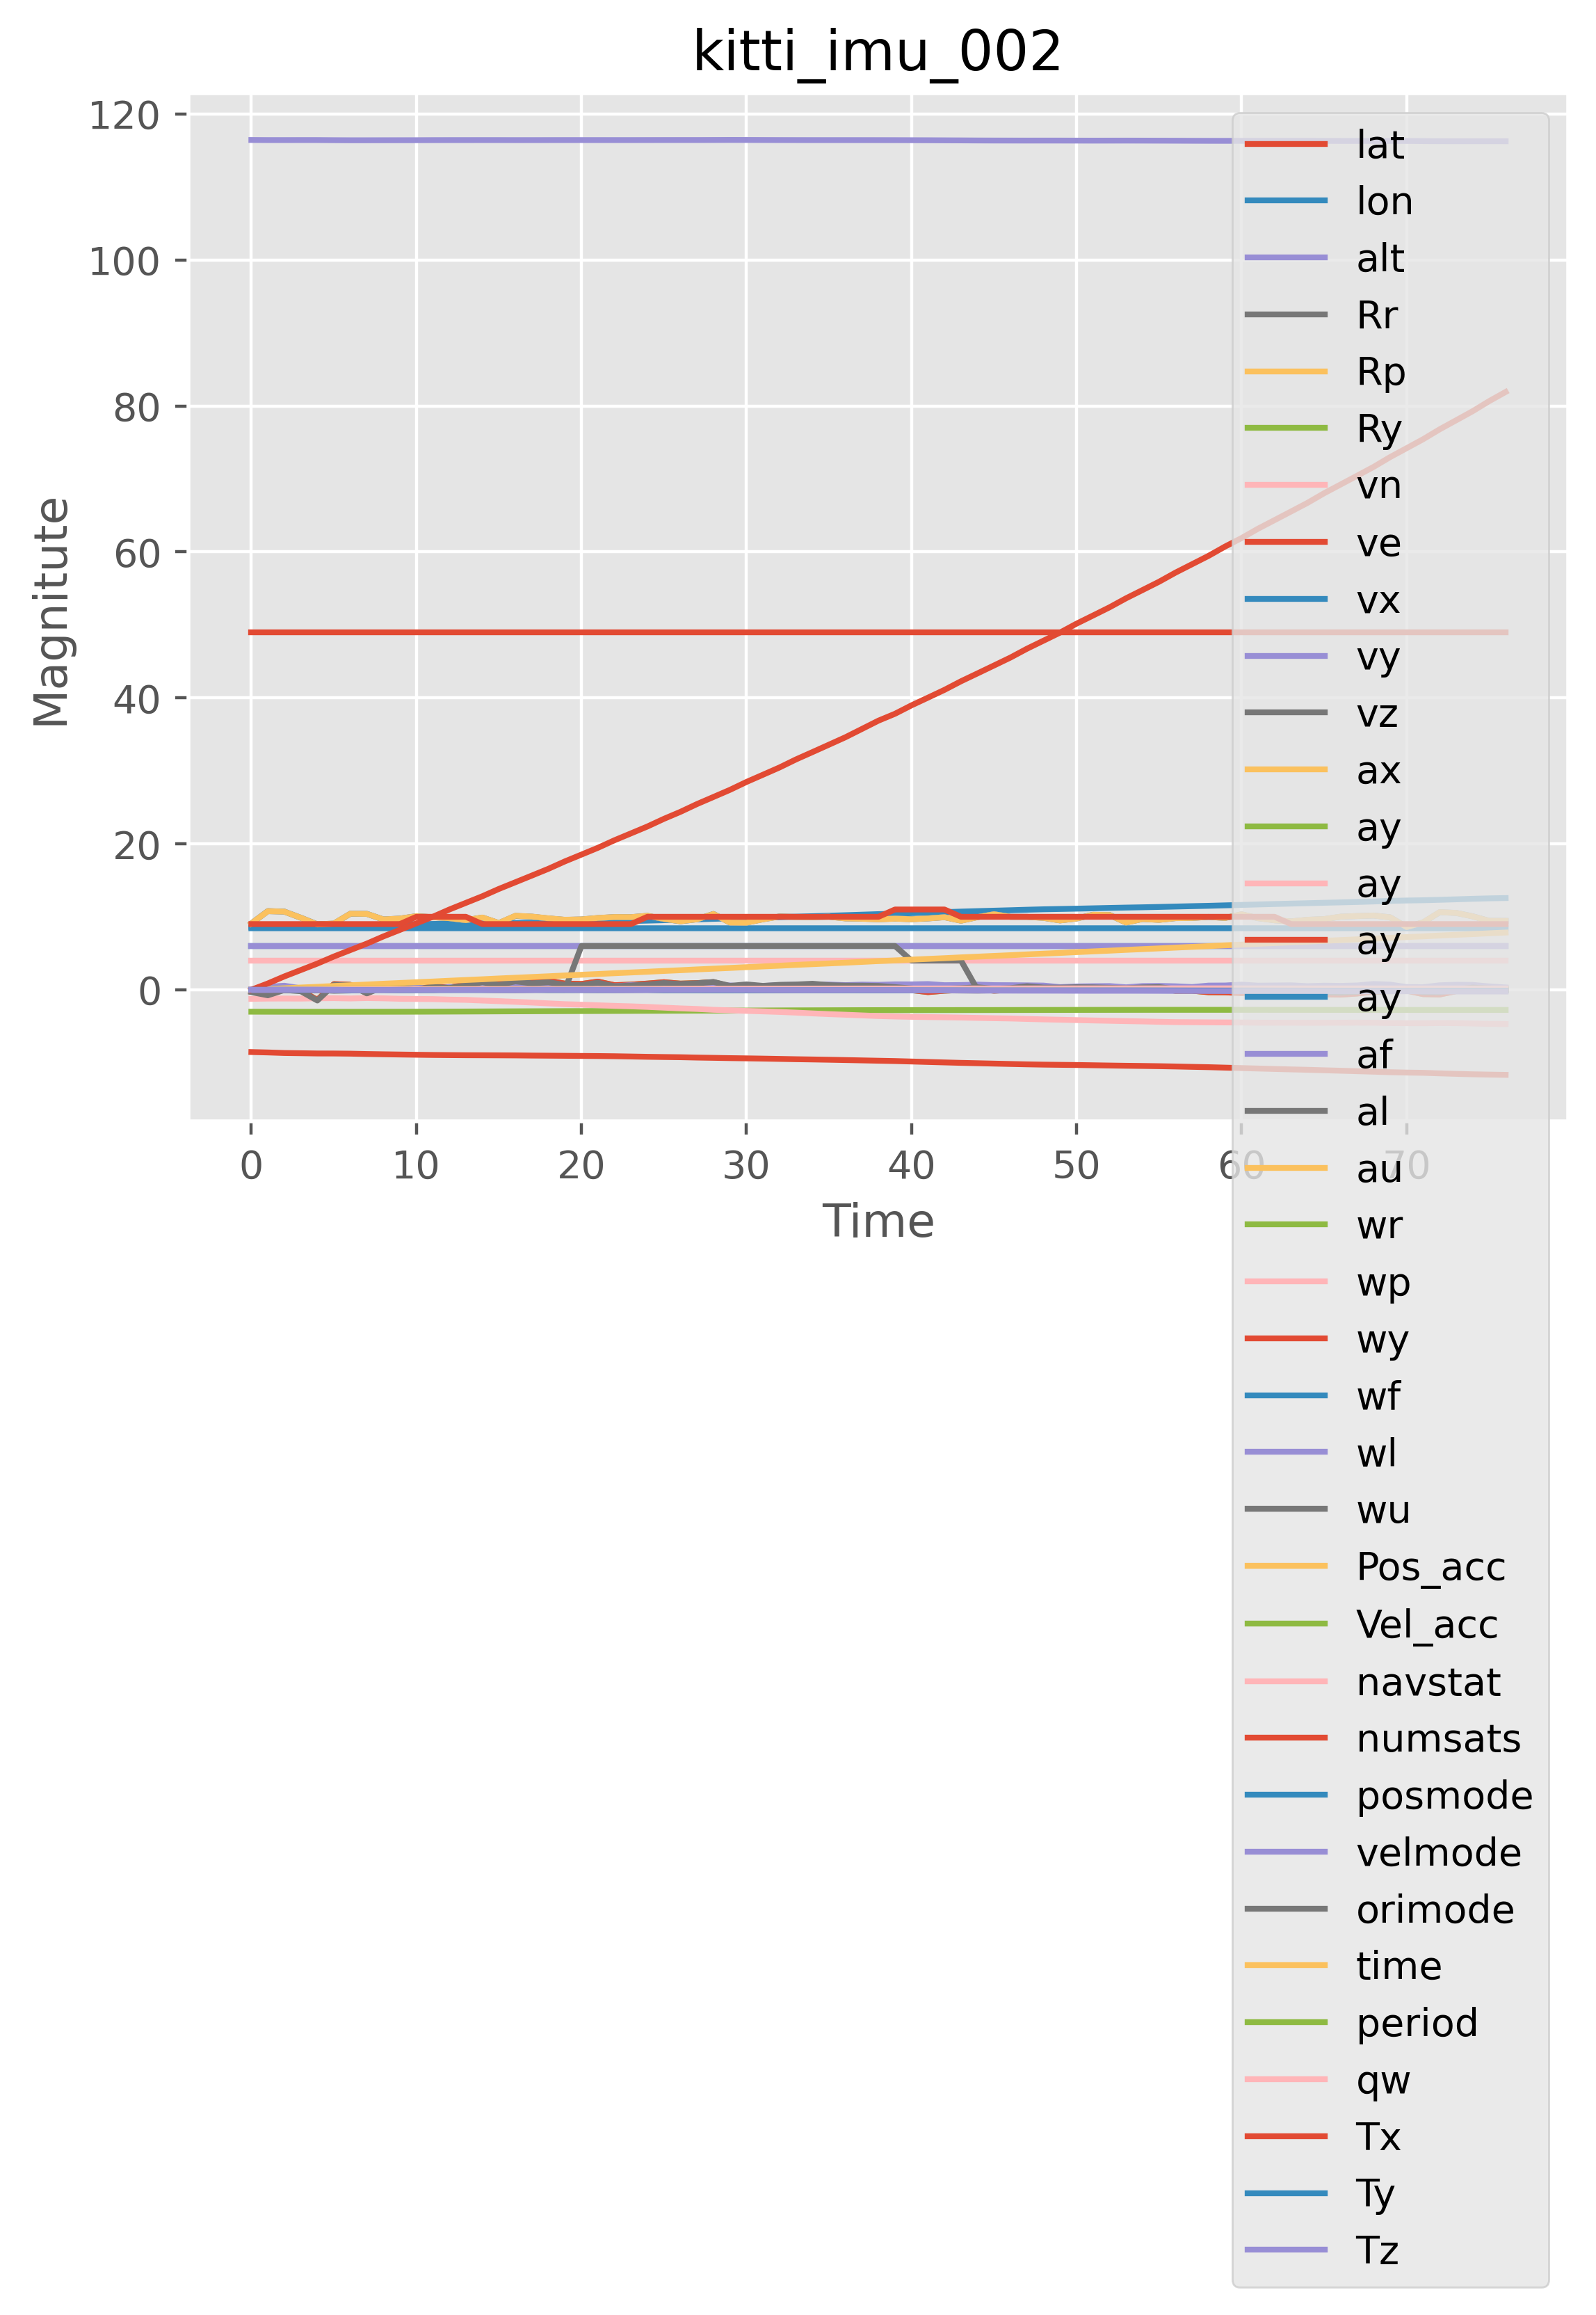 kitti_imu_002
120
100
80
60
40
20
0
Magnitute
0 10 20 30 40 50 60 70
Time
lat
lon
alt
Rr
Rp
Ry
vn
ve
vx
vy
vz
ax
ay
ay
ay
ay
af
al
au
wr
wp
wy
wf
wl
wu
Pos_acc
Vel_acc
navstat
numsats
posmode
velmode
orimode
time
period
qw
Tx
Ty
Tz